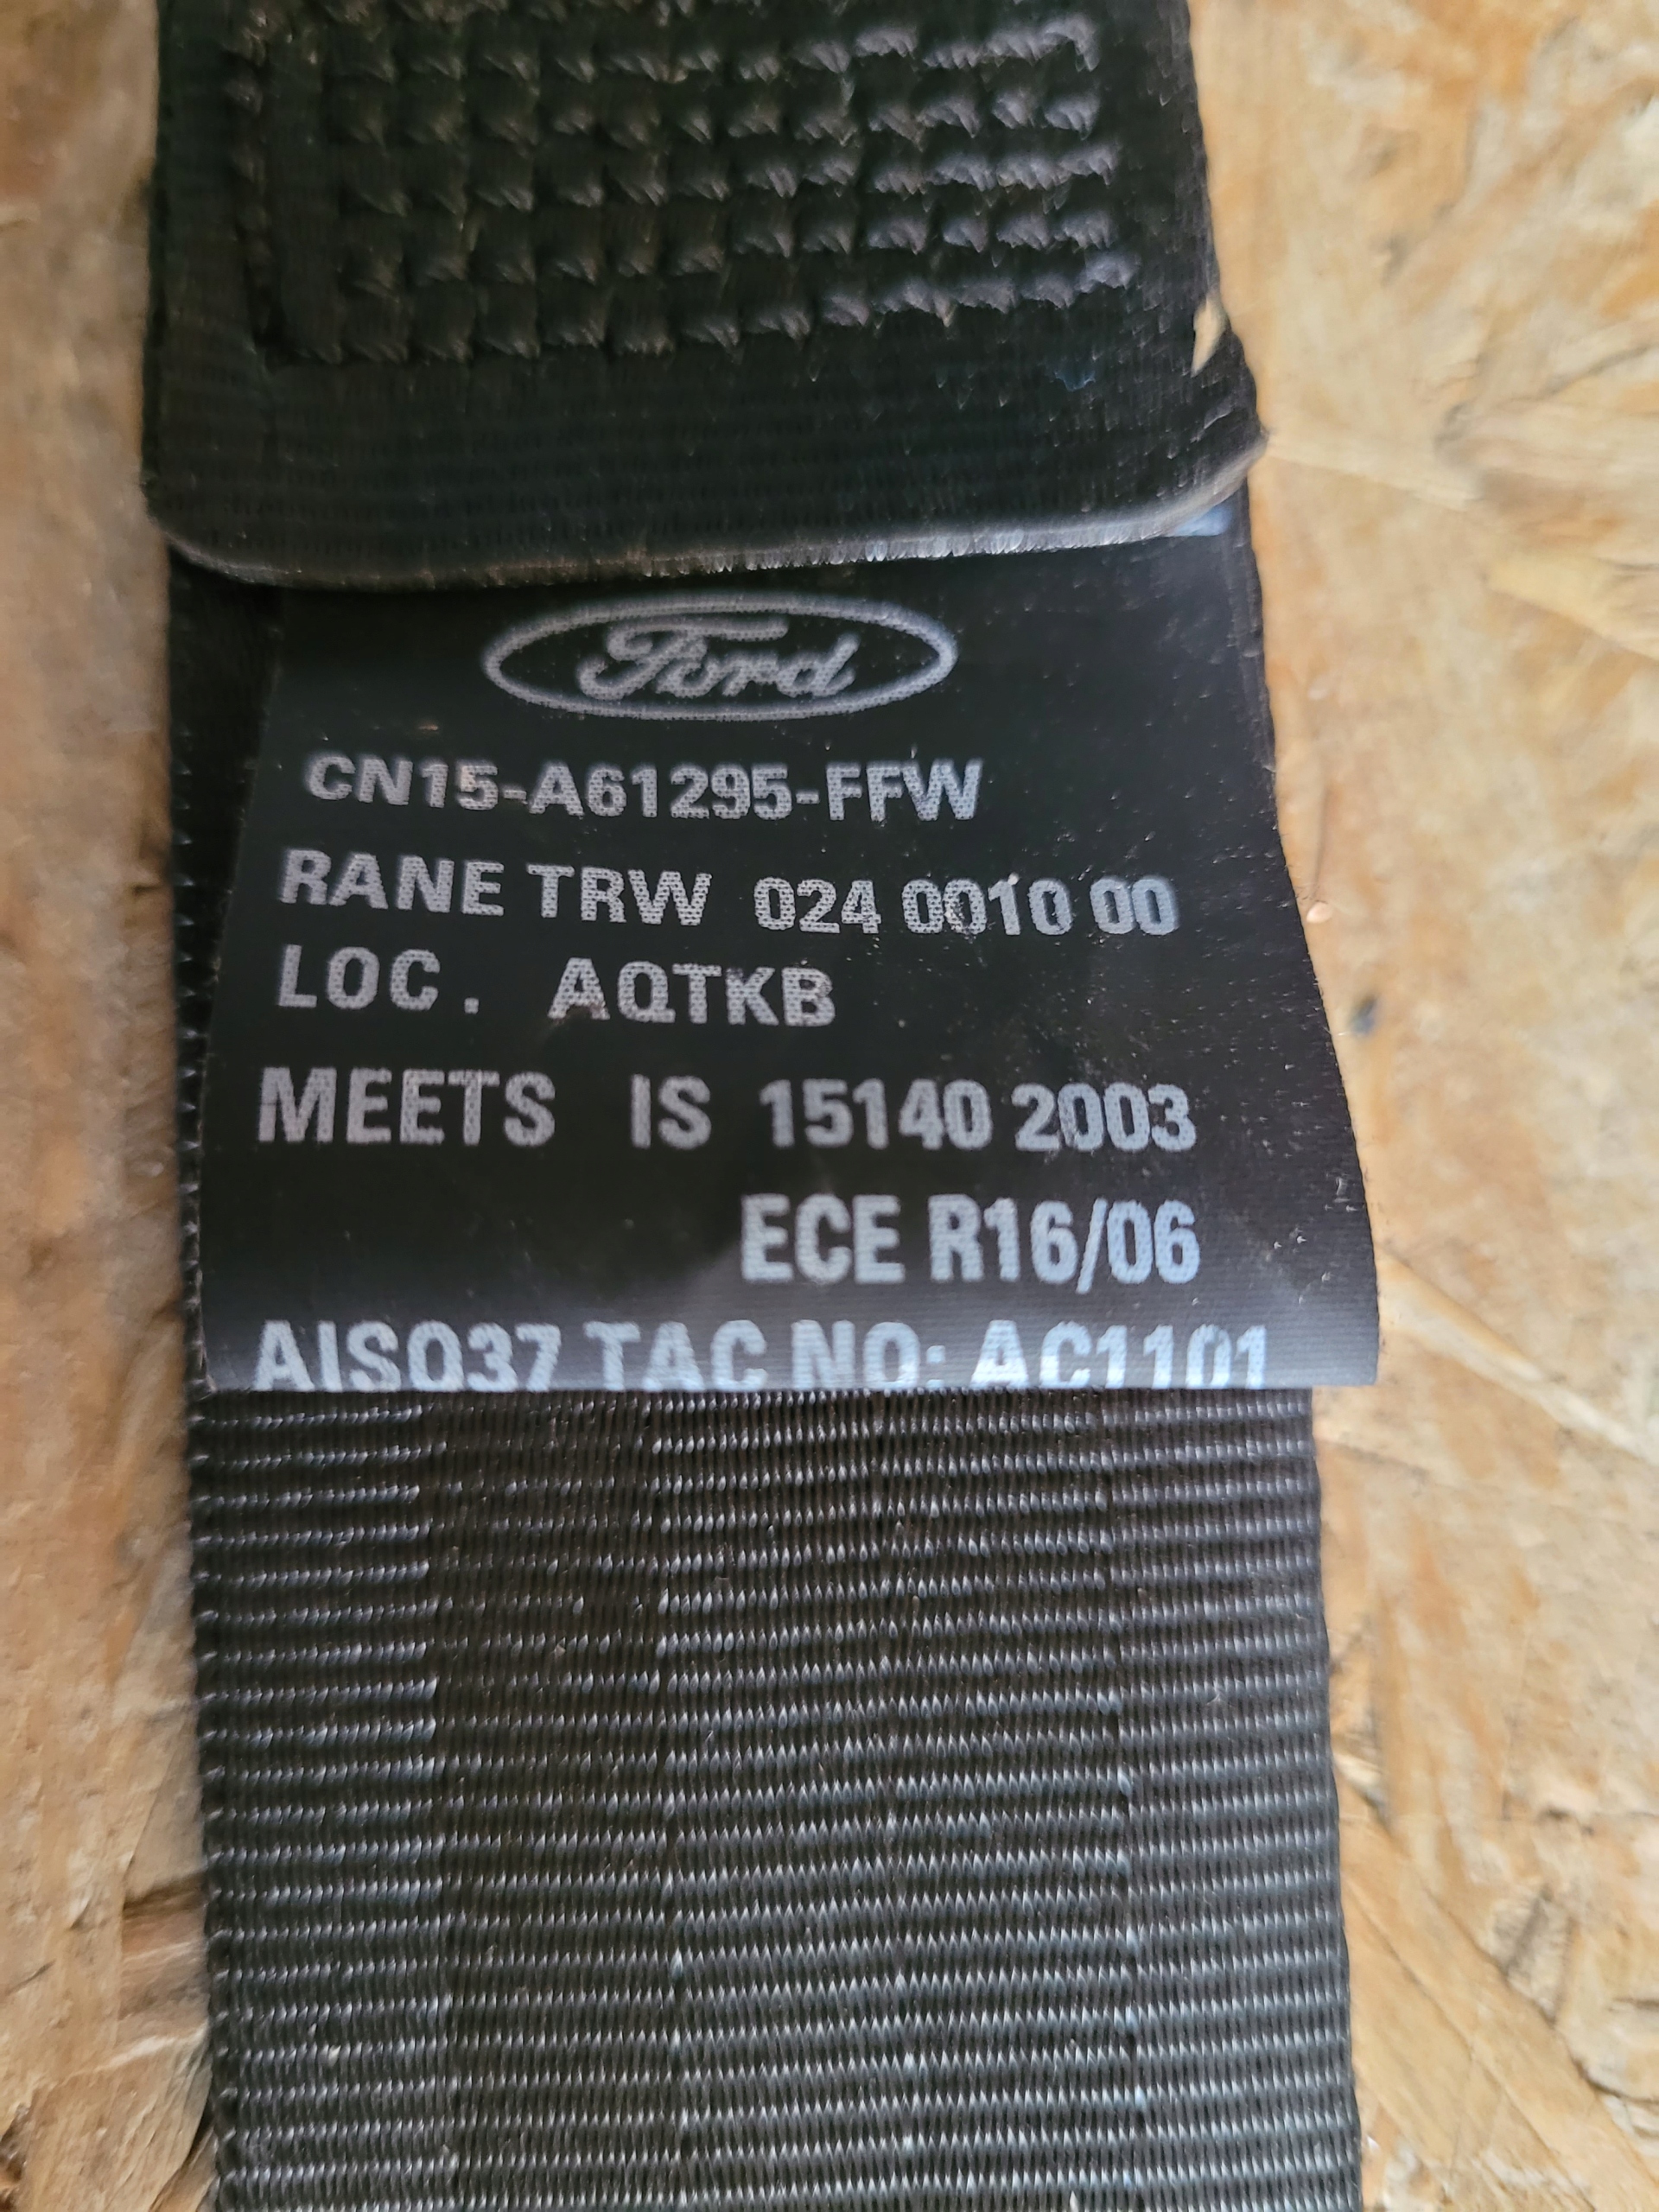 Ford
CN15-A61295-FFW
RANE TRW 024 0010 00
LOC. AQTKB
MEETS IS 15140 2003
ECE R16/06
AIS037 TAC NO: AC1101